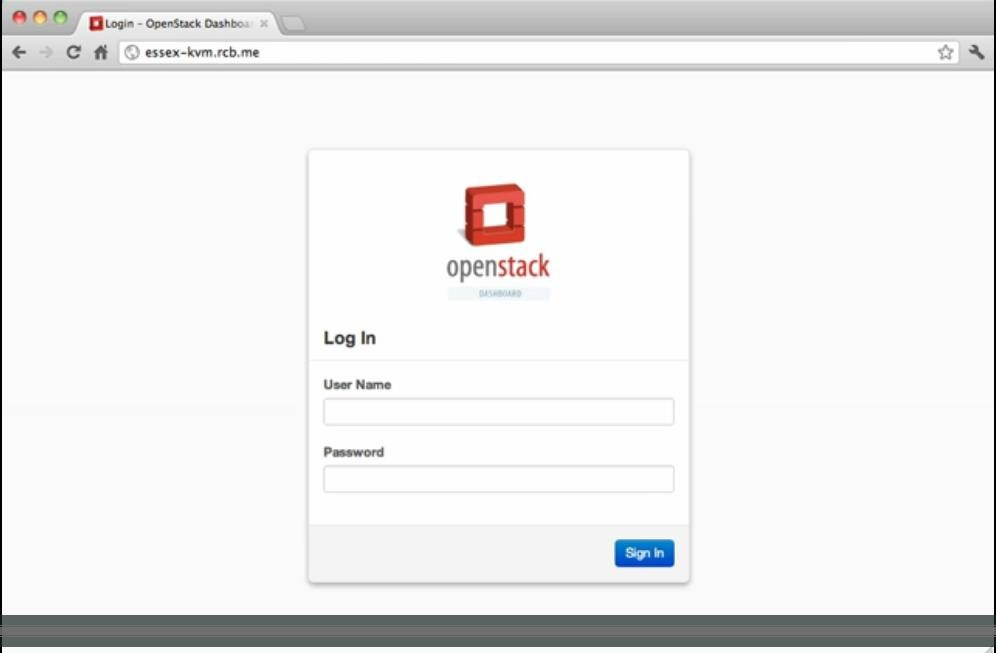 Login – OpenStack Dashboa
essex-kvm.rcb.me
openstack
DASHBOARD
Log In
User Name
Password
Sign In